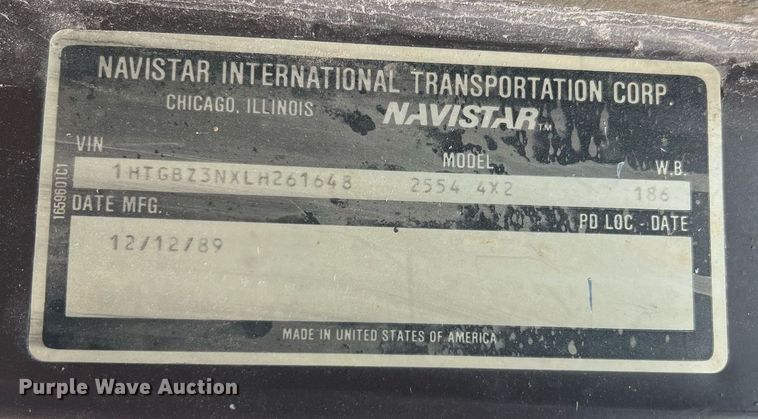 NAVISTAR INTERNATIONAL TRANSPORTATION CORP.
CHICAGO, ILLINOIS NAVISTAR™
VIN MODEL W.B.
1HTGBZ3NXLH261648 2554 4X2 186
DATE MFG. PD LOC - DATE
12/12/89
MADE IN UNITED STATES OF AMERICA
1659601C1
Purple Wave Auction